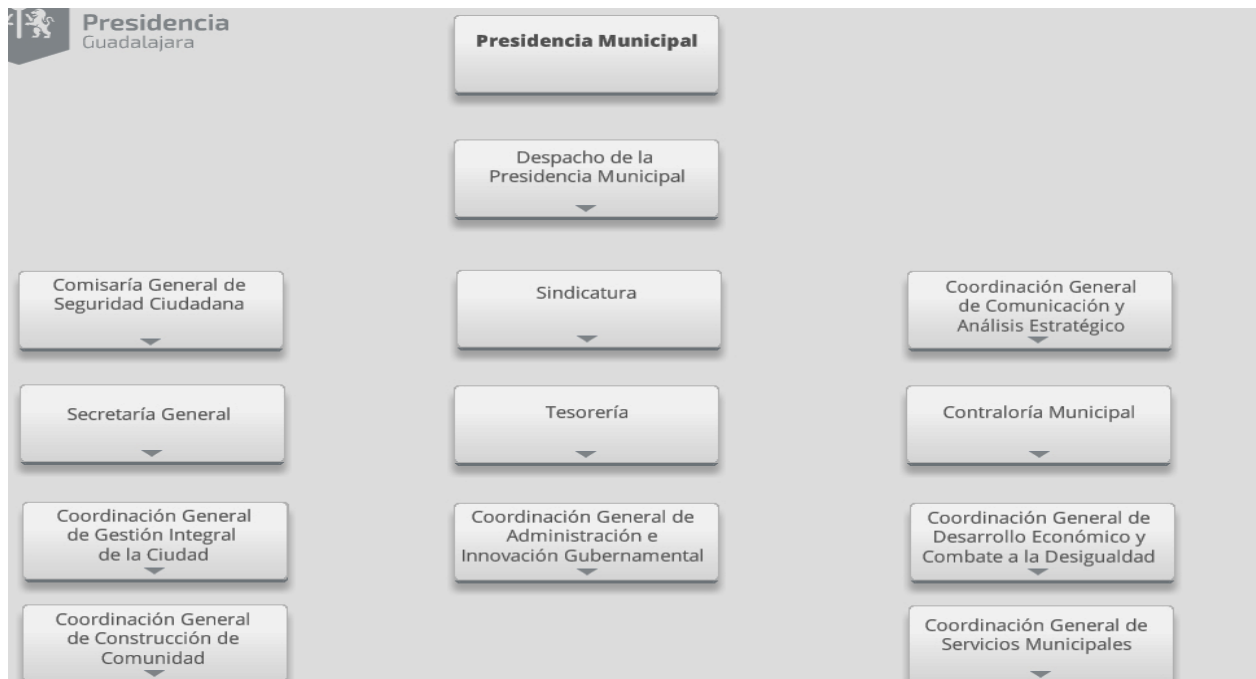 Presidencia
Guadalajara
Presidencia Municipal
Despacho de la
Presidencia Municipal
Comisaría General de
Seguridad Ciudadana
Sindicatura
Coordinación General
de Comunicación y
Análisis Estratégico
Secretaría General
Tesorería
Contraloría Municipal
Coordinación General
de Gestión Integral
de la Ciudad
Coordinación General de
Administración e
Innovación Gubernamental
Coordinación General de
Desarrollo Económico y
Combate a la Desigualdad
Coordinación General
de Construcción de
Comunidad
Coordinación General de
Servicios Municipales